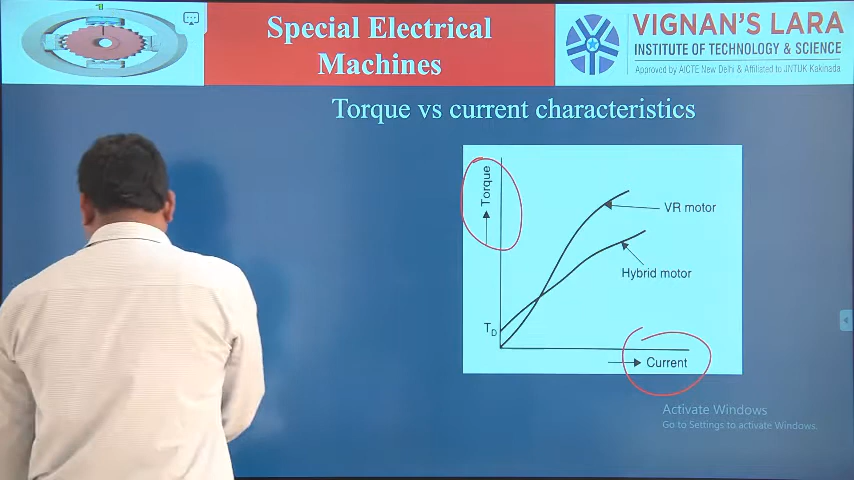 Special Electrical
Machines
VIGNAN'S LARA
INSTITUTE OF TECHNOLOGY & SCIENCE
Approved by AICTE New Delhi & Affiliated to JNTUK Kakinada
Torque vs current characteristics
Torque
VR motor
Hybrid motor
TD
Current
Activate Windows
Go to Settings to activate Windows.